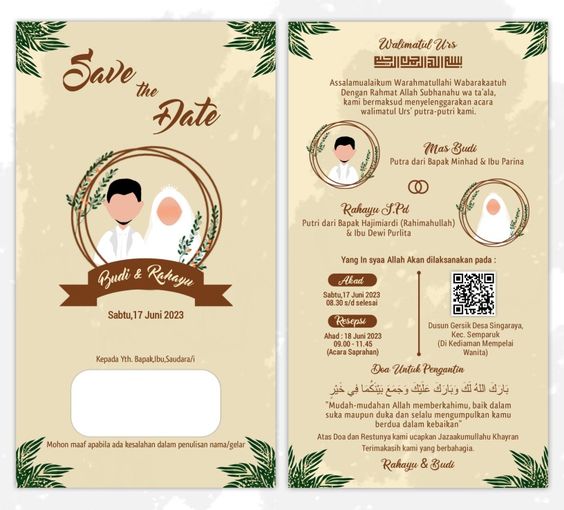 Save
the
Date
Budi & Rahayu
Sabtu,17 Juni 2023
Kepada Yth. Bapak,Ibu,Saudara/i
Mohon maaf apabila ada kesalahan dalam penulisan nama/gelar
Walimatul Urs
Assalamualaikum Warahmatullahi Wabarakaatuh
Dengan Rahmat Allah Subhanahu wa ta'ala,
kami bermaksud menyelenggarakan acara
walimatul Urs' putra-putri kami.
Mas Budi
Putra dari Bapak Minhad & Ibu Parina
Rahayu S.Pd
Putri dari Bapak Hajimiardi (Rahimahullah)
& Ibu Dewi Purlita
Yang In syaa Allah Akan dilaksanakan pada :
Akad
Sabtu,17 Juni 2023
08.30 s/d selesai
Resepsi
Ahad : 18 Juni 2023
09.00 - 11.45
(Acara Saprahan)
Dusun Gersik Desa Singaraya,
Kec. Semparuk
(Di Kediaman Mempelai
Wanita)
Doa Untuk Pengantin
بَارَكَ اللهُ لَكَ وَبَارَكَ عَلَيْكَ وَجَمَعَ بَيْنَكُمَا فِي خَيْرٍ
"Mudah-mudahan Allah memberkahimu, baik dalam
suka maupun duka dan selalu mengumpulkan kamu
berdua dalam kebaikan"
Atas Doa dan Restunya kami ucapkan Jazaakumullahu Khayran
Terimakasih kami yang berbahagia.
Rahayu & Budi